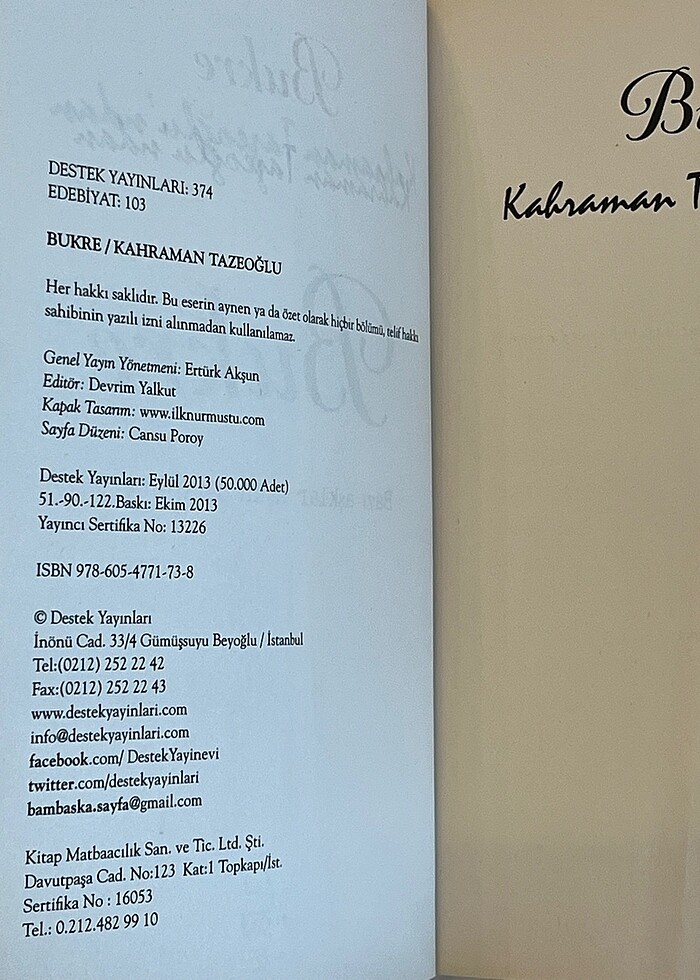 DESTEK YAYINLARI: 374
EDEBİYAT: 103
BUKRE / KAHRAMAN TAZEOĞLU
Her hakkı saklıdır. Bu eserin aynen ya da özet olarak hiçbir bölümü, telif hakkı
sahibinin yazılı izni alınmadan kullanılamaz.
Genel Yayın Yönetmeni: Ertürk Akşun
Editör: Devrim Yalkut
Kapak Tasarım: www.ilknurmustu.com
Sayfa Düzeni: Cansu Poroy
Destek Yayınları: Eylül 2013 (50.000 Adet)
51.-90.-122.Baskı: Ekim 2013
Yayıncı Sertifika No: 13226
ISBN 978-605-4771-73-8
© Destek Yayınları
İnönü Cad. 33/4 Gümüşsuyu Beyoğlu / İstanbul
Tel:(0212) 252 22 42
Fax:(0212) 252 22 43
www.destekyayinlari.com
info@destekyayinlari.com
facebook.com/ DestekYayinevi
twitter.com/destekyayinlari
bambaska.sayfa@gmail.com
Kitap Matbaacılık San. ve Tic. Ltd. Şti.
Davutpaşa Cad. No:123 Kat:1 Topkapı/İst.
Sertifika No : 16053
Tel.: 0.212.482 99 10
Kahraman T